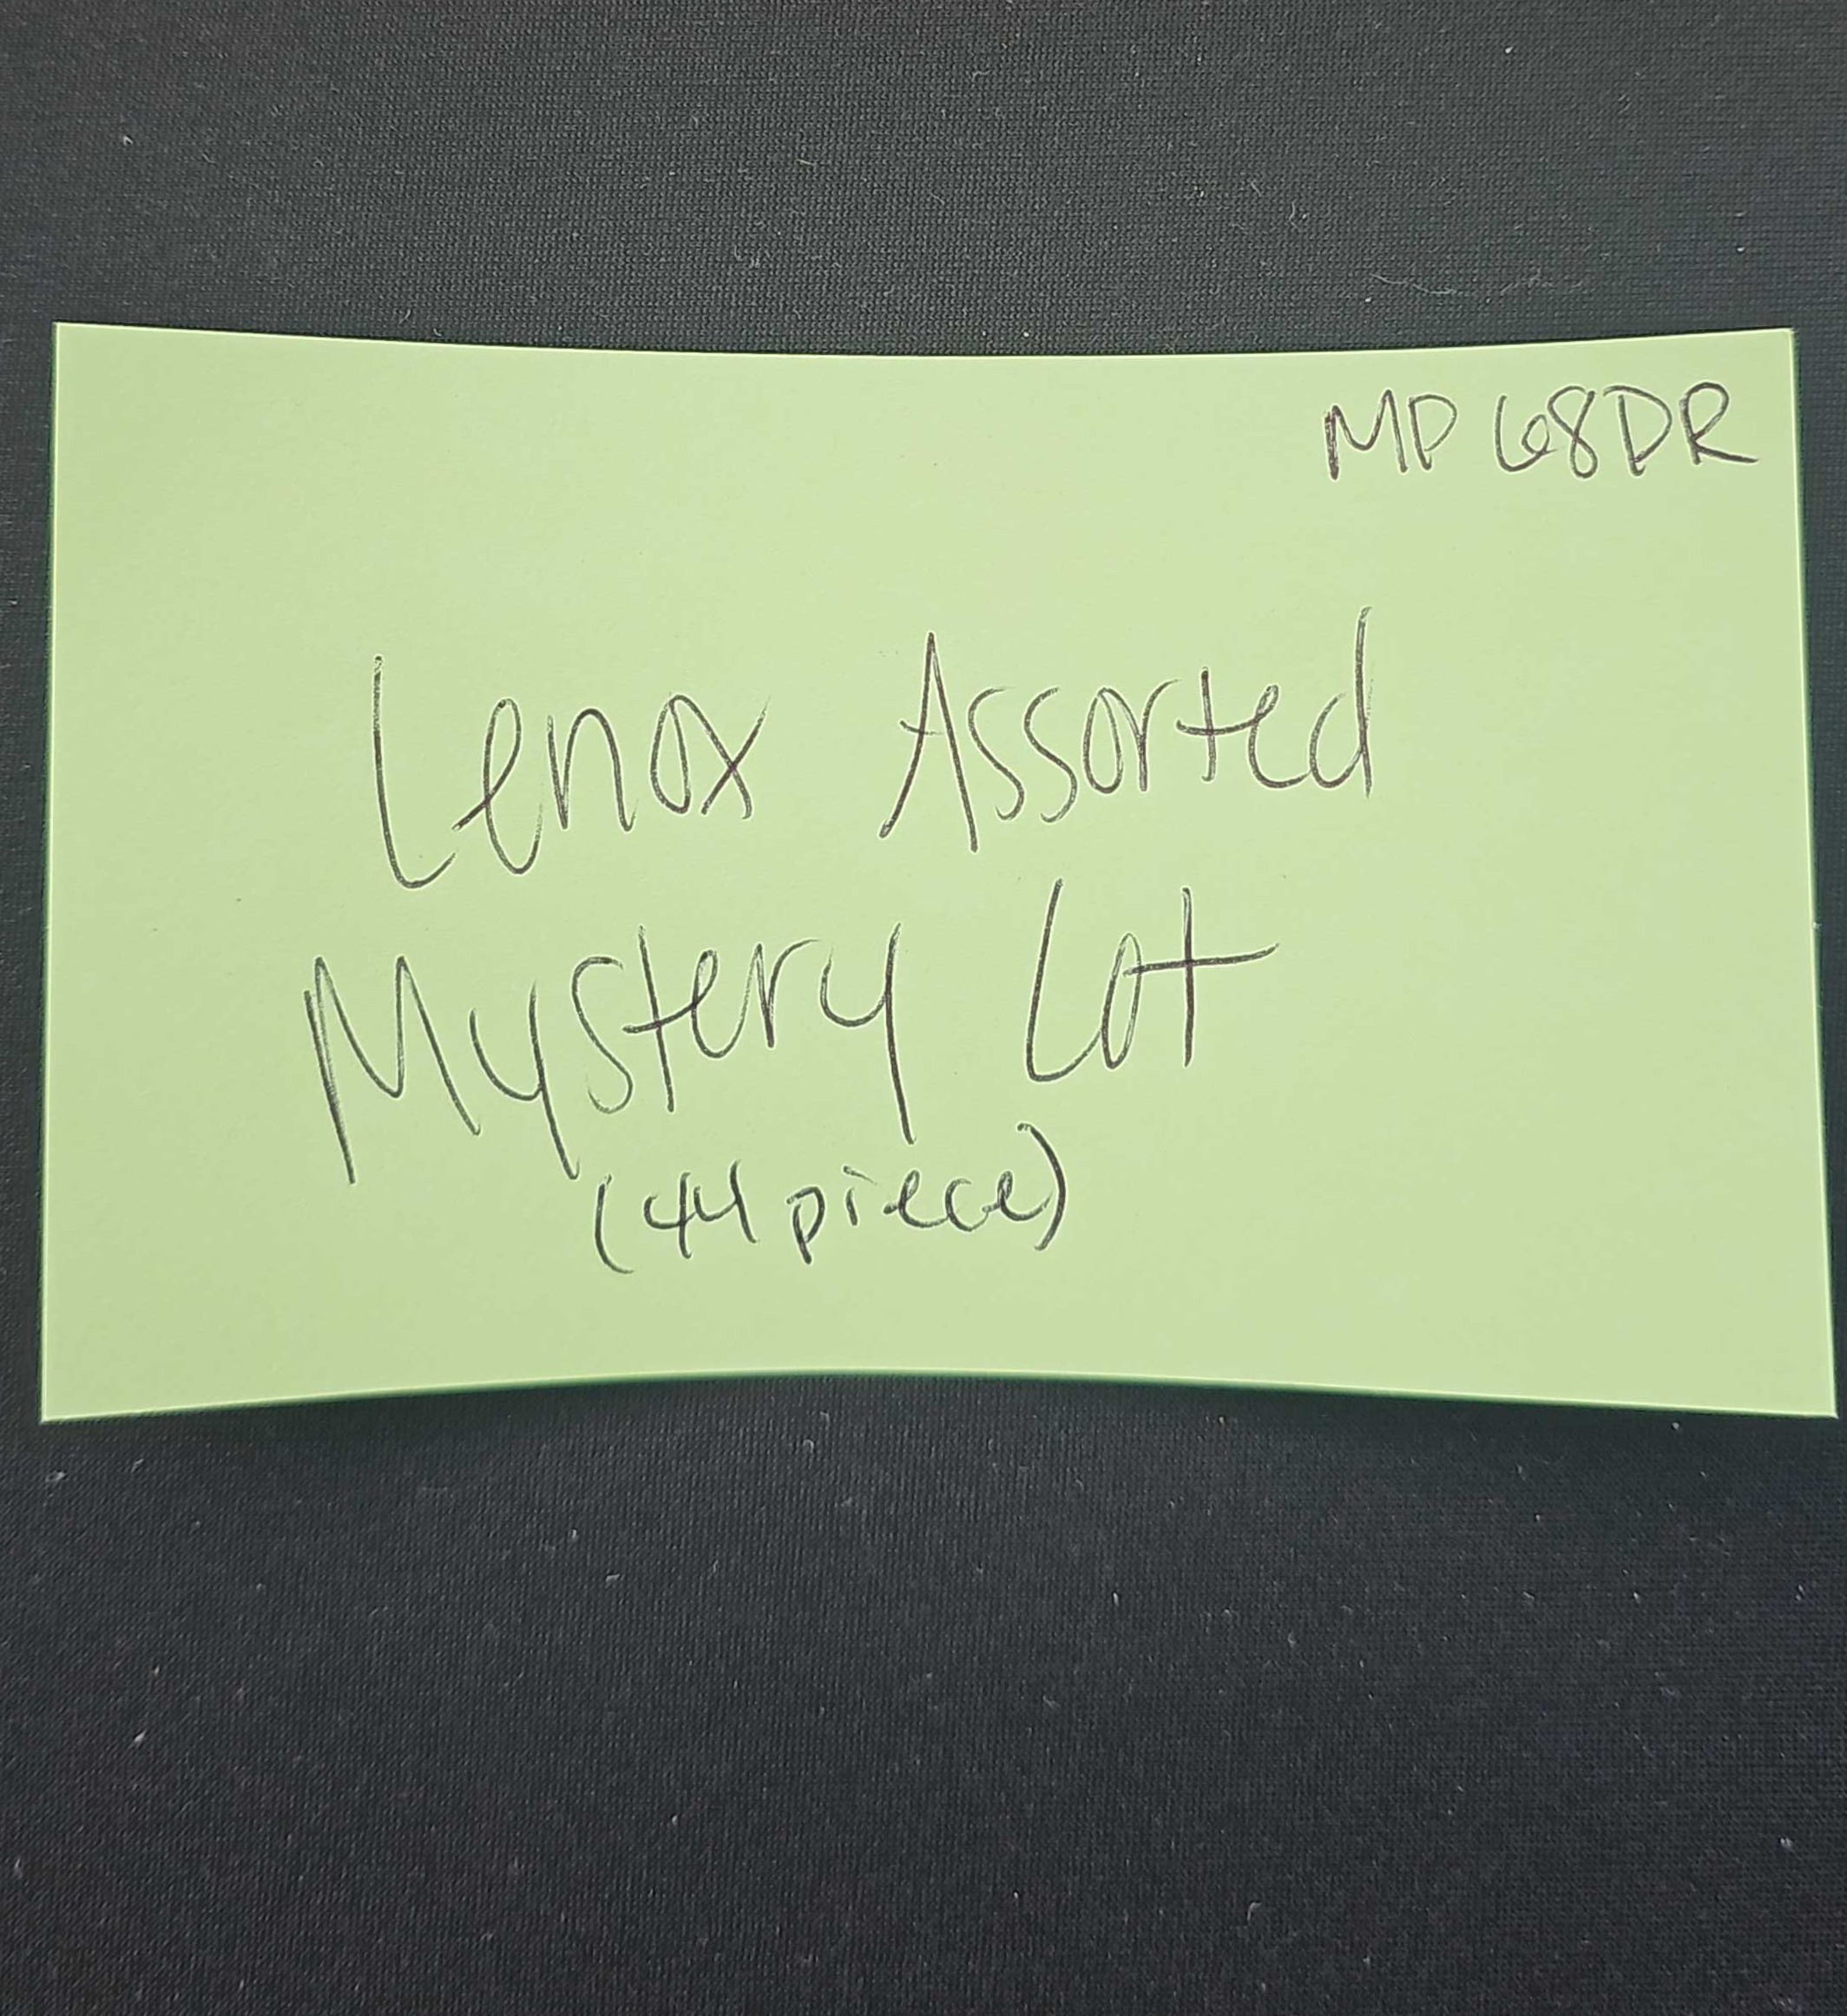 MP 68DR
Lenox Assorted
Mystery Lot
(44 piece)